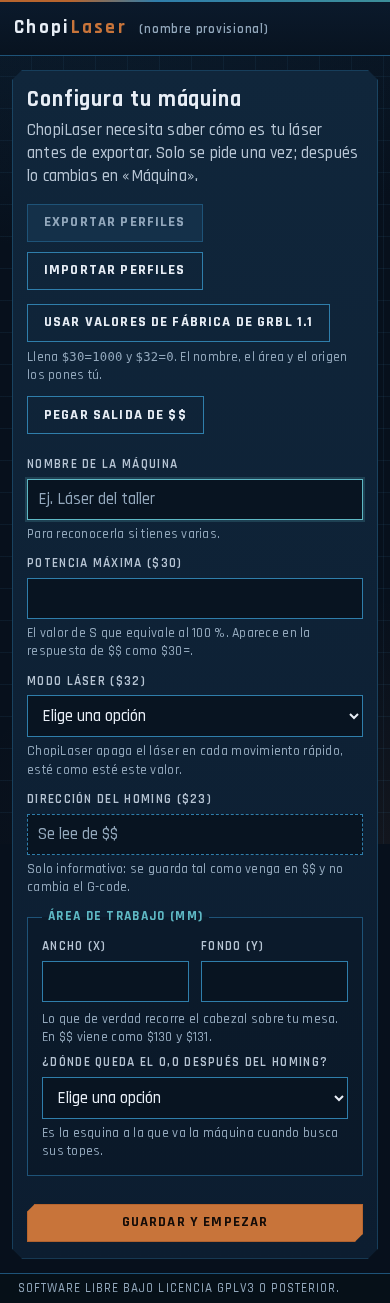 ChopiLaser (nombre provisional)
Configura tu máquina
ChopiLaser necesita saber cómo es tu láser
antes de exportar. Solo se pide una vez; después
lo cambias en «Máquina».
EXPORTAR PERFILES
IMPORTAR PERFILES
USAR VALORES DE FÁBRICA DE GRBL 1.1
Llena $30=1000 y $32=0. El nombre, el área y el origen
los pones tú.
PEGAR SALIDA DE $$
NOMBRE DE LA MÁQUINA
Ej. Láser del taller
Para reconocerla si tienes varias.
POTENCIA MÁXIMA ($30)
El valor de S que equivale al 100 %. Aparece en la
respuesta de $$ como $30=.
MODO LÁSER ($32)
Elige una opción
ChopiLaser apaga el láser en cada movimiento rápido,
esté como esté este valor.
DIRECCIÓN DEL HOMING ($23)
Se lee de $$
Solo informativo: se guarda tal como venga en $$ y no
cambia el G-code.
ÁREA DE TRABAJO (MM)
ANCHO (X) FONDO (Y)
Lo que de verdad recorre el cabezal sobre tu mesa.
En $$ viene como $130 y $131.
¿DÓNDE QUEDA EL 0,0 DESPUÉS DEL HOMING?
Elige una opción
Es la esquina a la que va la máquina cuando busca
sus topes.
GUARDAR Y EMPEZAR
SOFTWARE LIBRE BAJO LICENCIA GPLV3 O POSTERIOR.